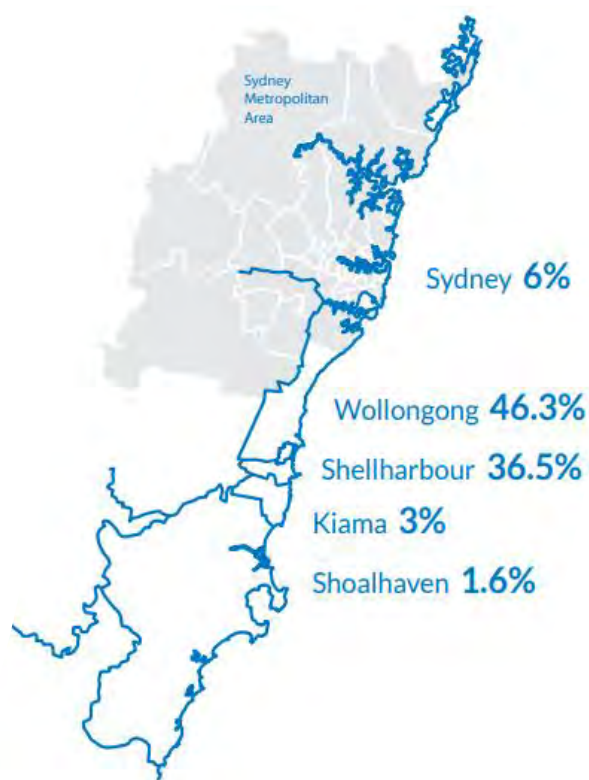 Sydney
Metropolitan
Area
Sydney 6%
Wollongong 46.3%
Shellharbour 36.5%
Kiama 3%
Shoalhaven 1.6%